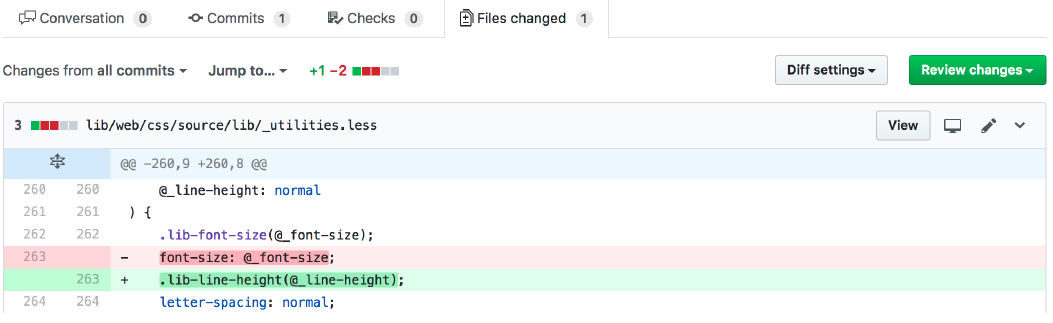 Conversation 0 Commits 1 Checks 0 Files changed 1
Changes from all commits Jump to... +1 −2 Diff settings Review changes
3 lib/web/css/source/lib/_utilities.less View
@@ -260,9 +260,8 @@
260 260 @_line-height: normal
261 261 ) {
262 262 .lib-font-size(@_font-size);
263 - font-size: @_font-size;
263 + .lib-line-height(@_line-height);
264 264 letter-spacing: normal;